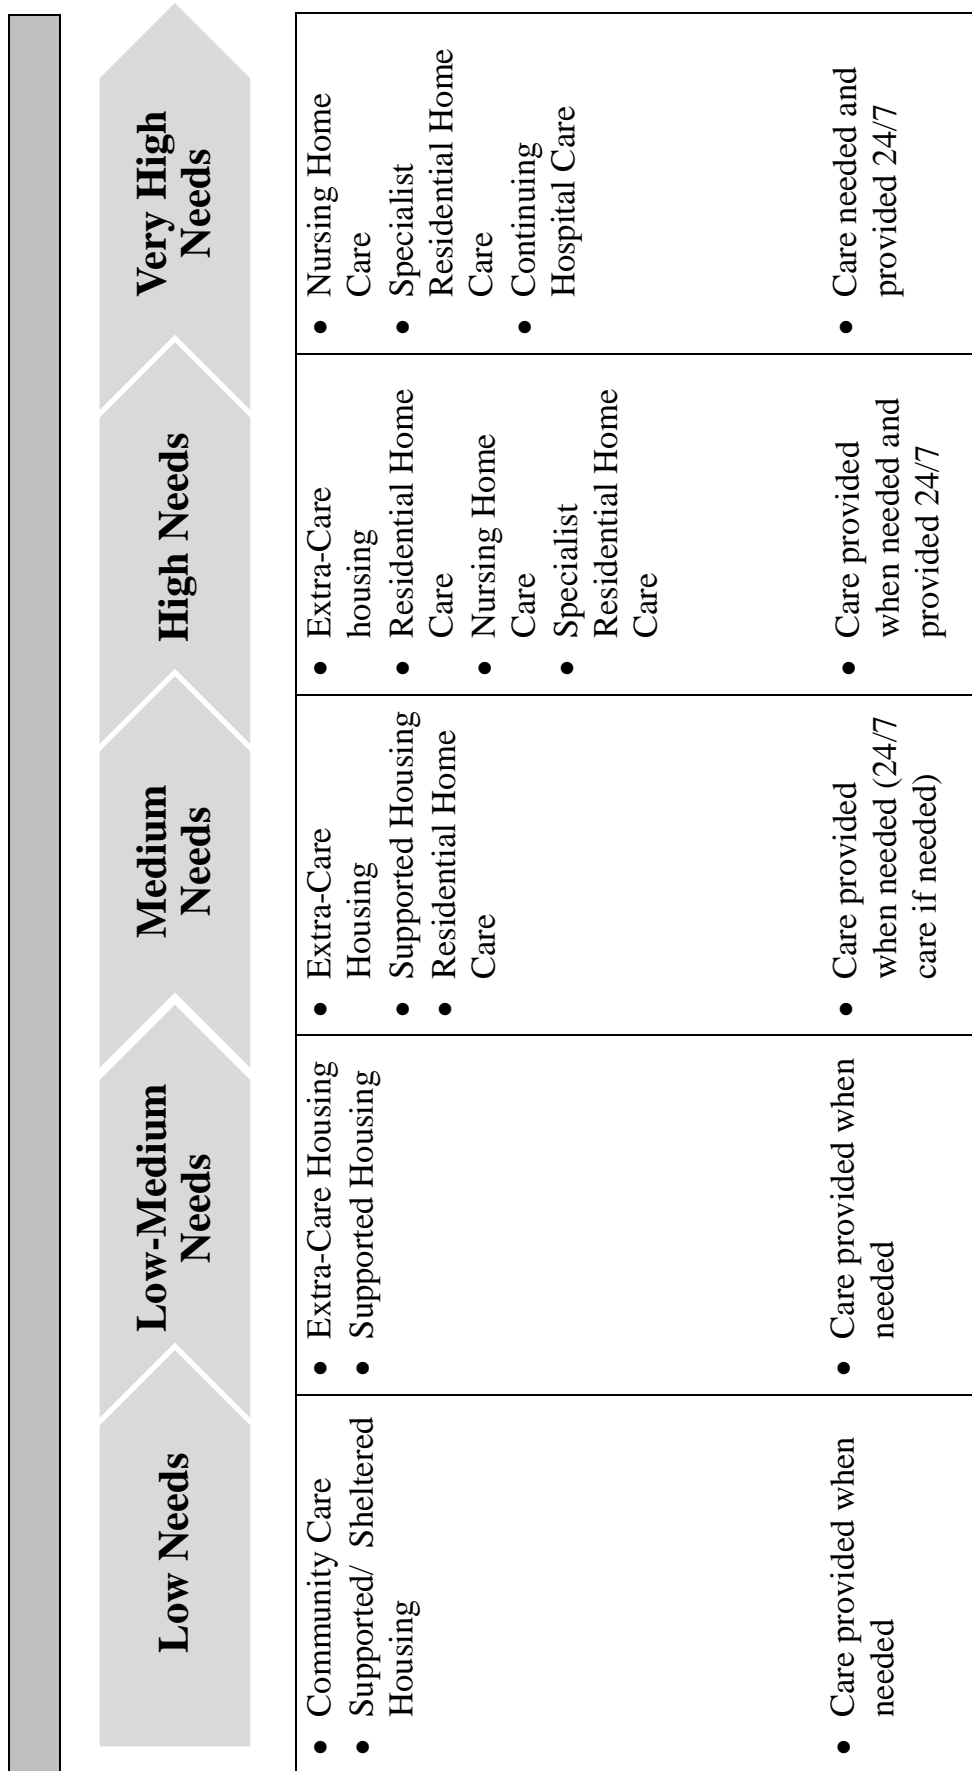 Low Needs
Low-Medium
Needs
Medium
Needs
High Needs
Very High
Needs
• Community Care
• Supported/ Sheltered
Housing
• Care provided when
needed
• Extra-Care Housing
• Supported Housing
• Care provided when
needed
• Extra-Care
Housing
• Supported Housing
• Residential Home
Care
• Care provided
when needed (24/7
care if needed)
• Extra-Care
housing
• Residential Home
Care
• Nursing Home
Care
• Specialist
Residential Home
Care
• Care provided
when needed and
provided 24/7
• Nursing Home
Care
• Specialist
Residential Home
Care
• Continuing
Hospital Care
• Care needed and
provided 24/7